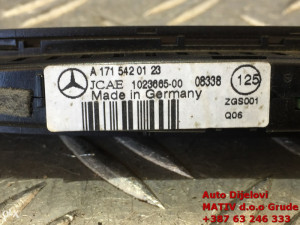 A 171 542 01 23
JCAE 1023665-00 08338
Made in Germany
125
ZGS001
Q06
Auto Dijelovi
MATIV d.o.o Grude
+387 63 246 333